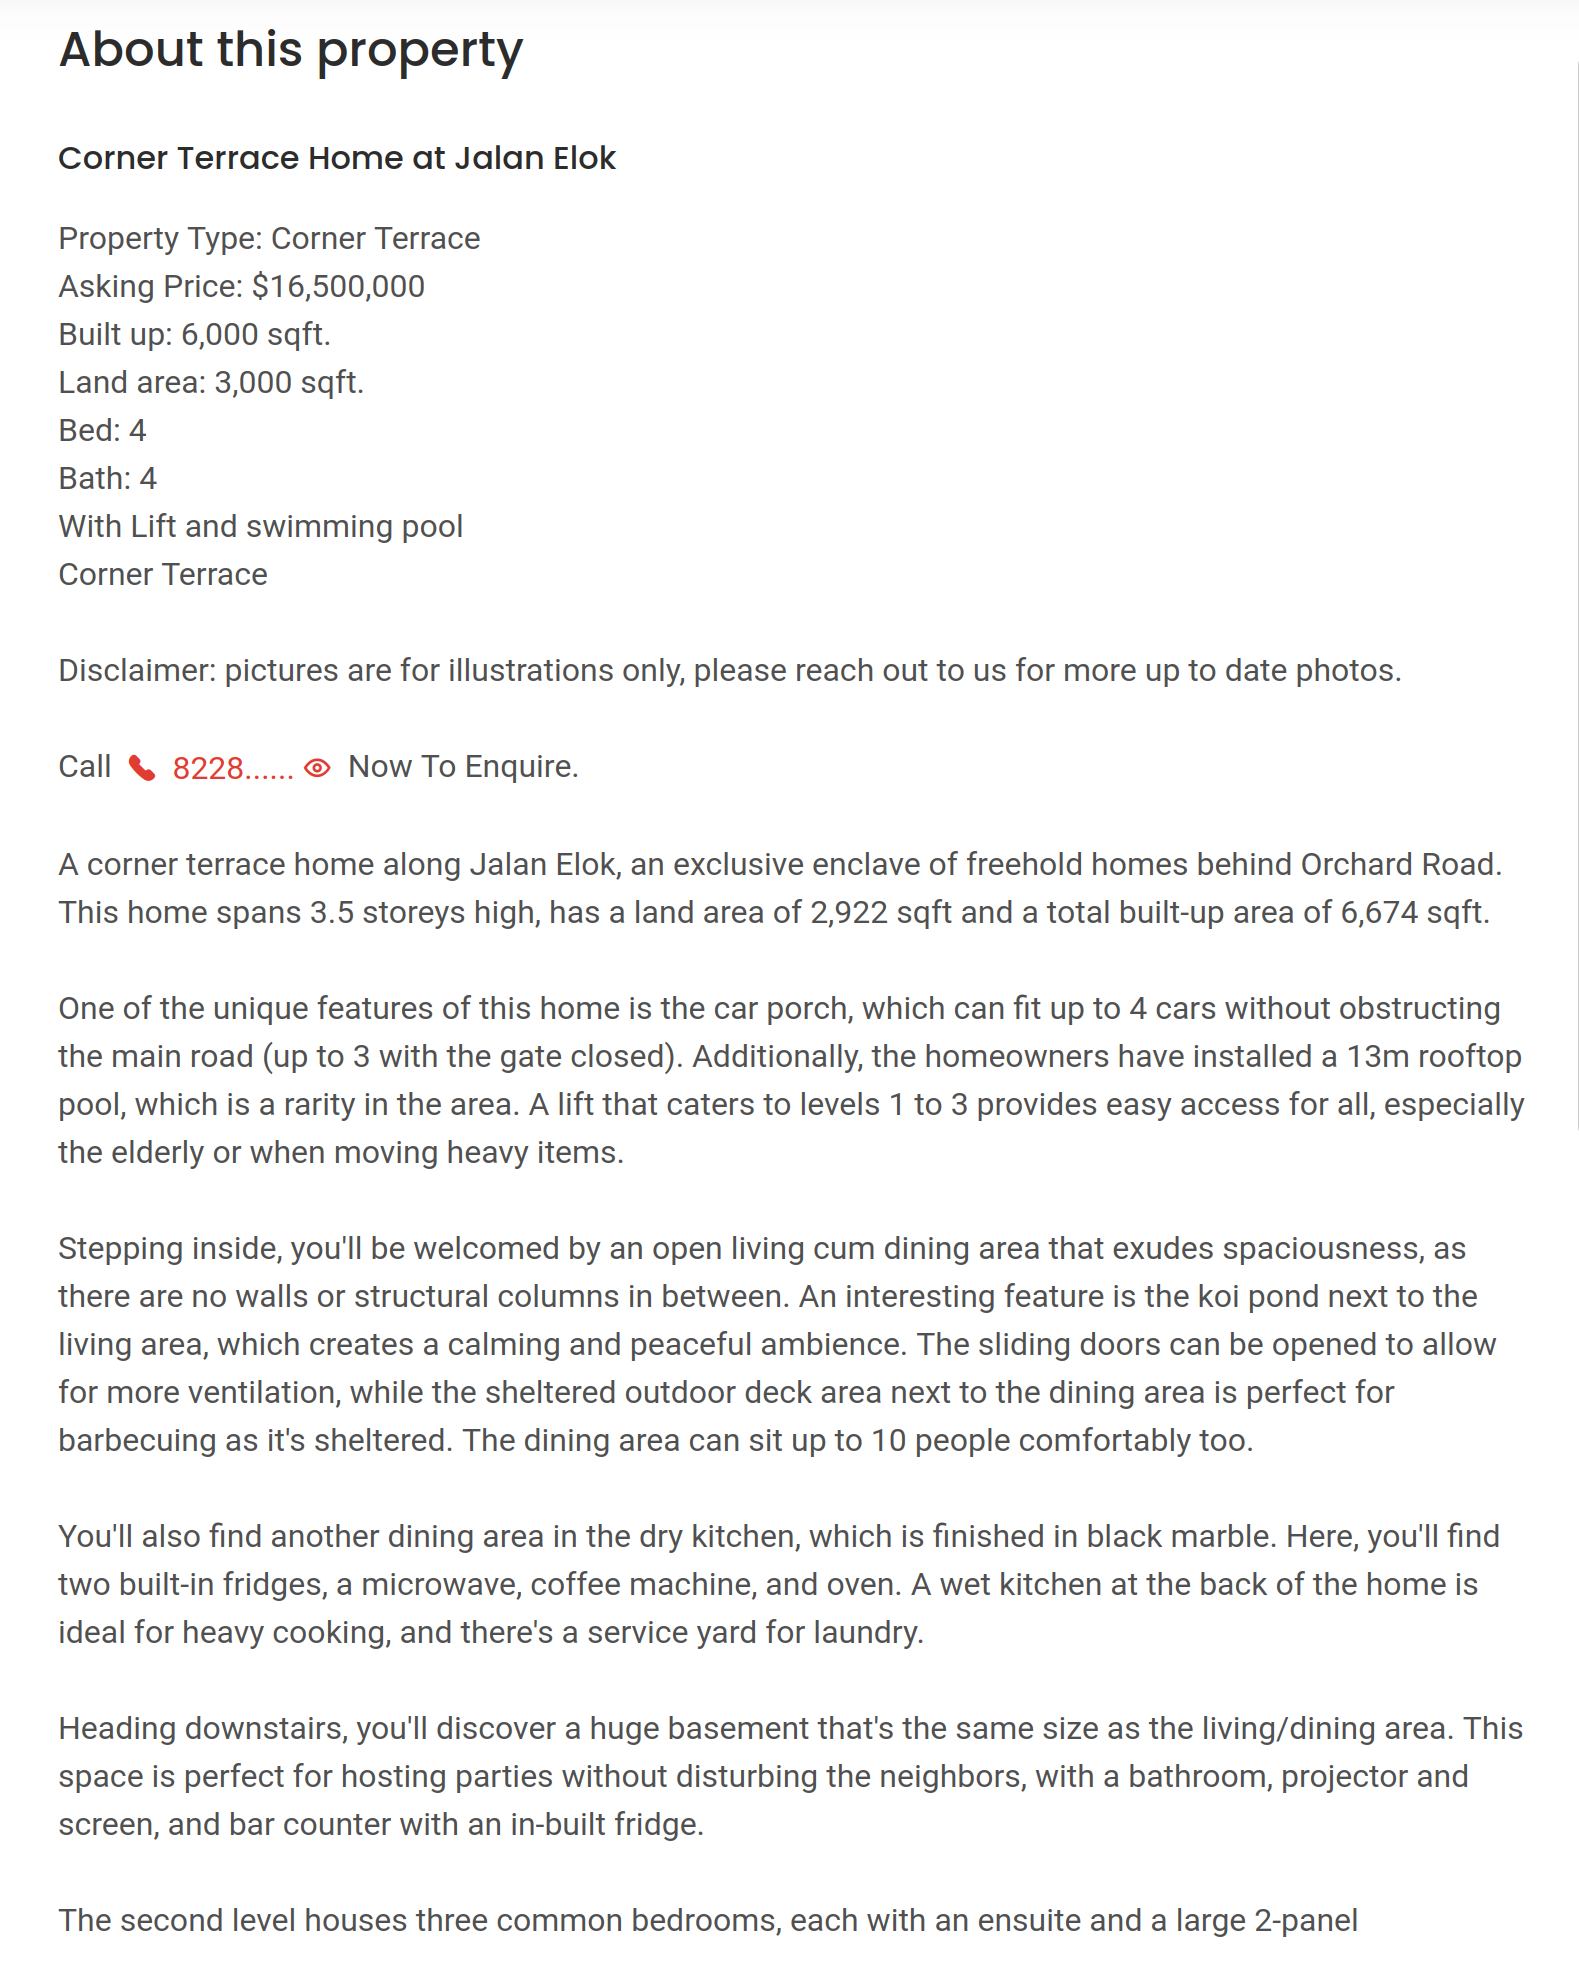 About this property
Corner Terrace Home at Jalan Elok
Property Type: Corner Terrace
Asking Price: $16,500,000
Built up: 6,000 sqft.
Land area: 3,000 sqft.
Bed: 4
Bath: 4
With Lift and swimming pool
Corner Terrace
Disclaimer: pictures are for illustrations only, please reach out to us for more up to date photos.
Call 8228...... Now To Enquire.
A corner terrace home along Jalan Elok, an exclusive enclave of freehold homes behind Orchard Road.
This home spans 3.5 storeys high, has a land area of 2,922 sqft and a total built-up area of 6,674 sqft.
One of the unique features of this home is the car porch, which can fit up to 4 cars without obstructing
the main road (up to 3 with the gate closed). Additionally, the homeowners have installed a 13m rooftop
pool, which is a rarity in the area. A lift that caters to levels 1 to 3 provides easy access for all, especially
the elderly or when moving heavy items.
Stepping inside, you'll be welcomed by an open living cum dining area that exudes spaciousness, as
there are no walls or structural columns in between. An interesting feature is the koi pond next to the
living area, which creates a calming and peaceful ambience. The sliding doors can be opened to allow
for more ventilation, while the sheltered outdoor deck area next to the dining area is perfect for
barbecuing as it's sheltered. The dining area can sit up to 10 people comfortably too.
You'll also find another dining area in the dry kitchen, which is finished in black marble. Here, you'll find
two built-in fridges, a microwave, coffee machine, and oven. A wet kitchen at the back of the home is
ideal for heavy cooking, and there's a service yard for laundry.
Heading downstairs, you'll discover a huge basement that's the same size as the living/dining area. This
space is perfect for hosting parties without disturbing the neighbors, with a bathroom, projector and
screen, and bar counter with an in-built fridge.
The second level houses three common bedrooms, each with an ensuite and a large 2-panel